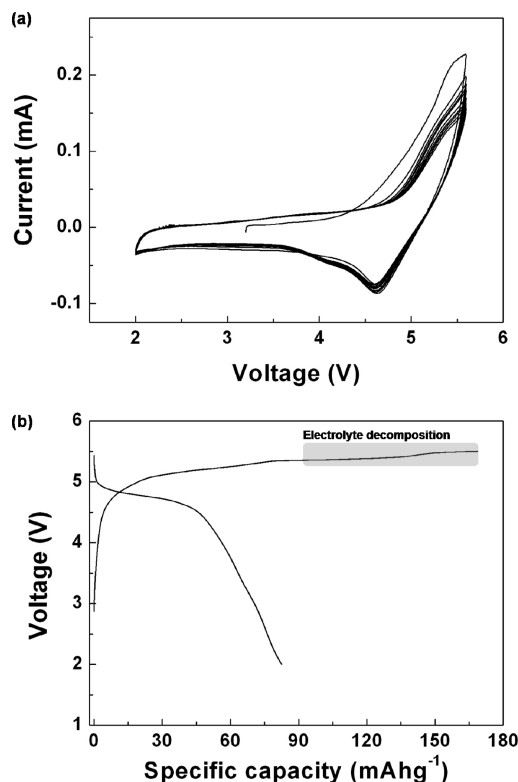 (a)
0.2
0.1
0.0
-0.1
Current (mA)
2 3 4 5 6
Voltage (V)
(b)
6
5
4
3
2
1
Voltage (V)
Electrolyte decomposition
0 30 60 90 120 150 180
Specific capacity (mAhg-1)